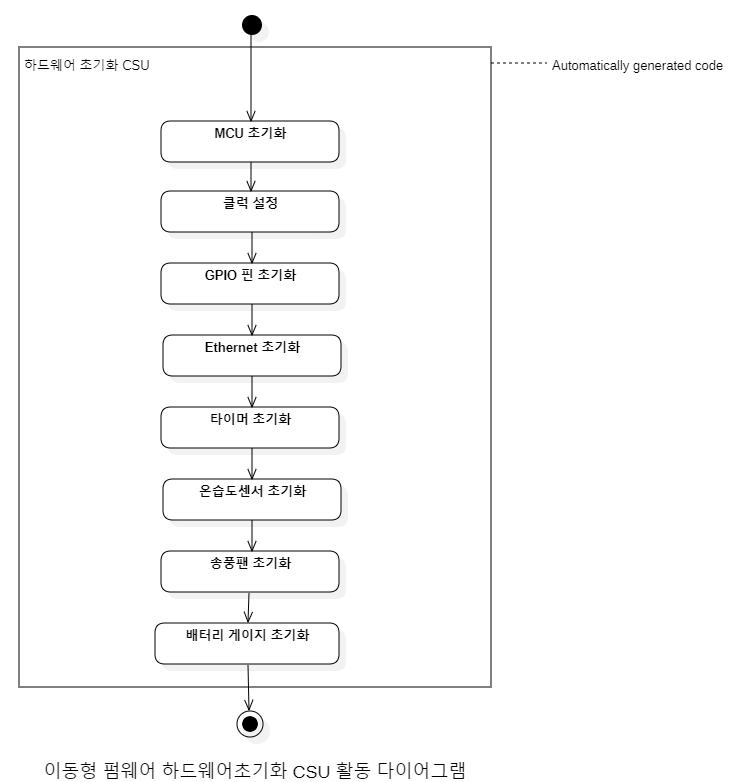 하드웨어 초기화 CSU
Automatically generated code
MCU 초기화
클럭 설정
GPIO 핀 초기화
Ethernet 초기화
타이머 초기화
온습도센서 초기화
송풍팬 초기화
배터리 게이지 초기화
이동형 펌웨어 하드웨어초기화 CSU 활동 다이어그램